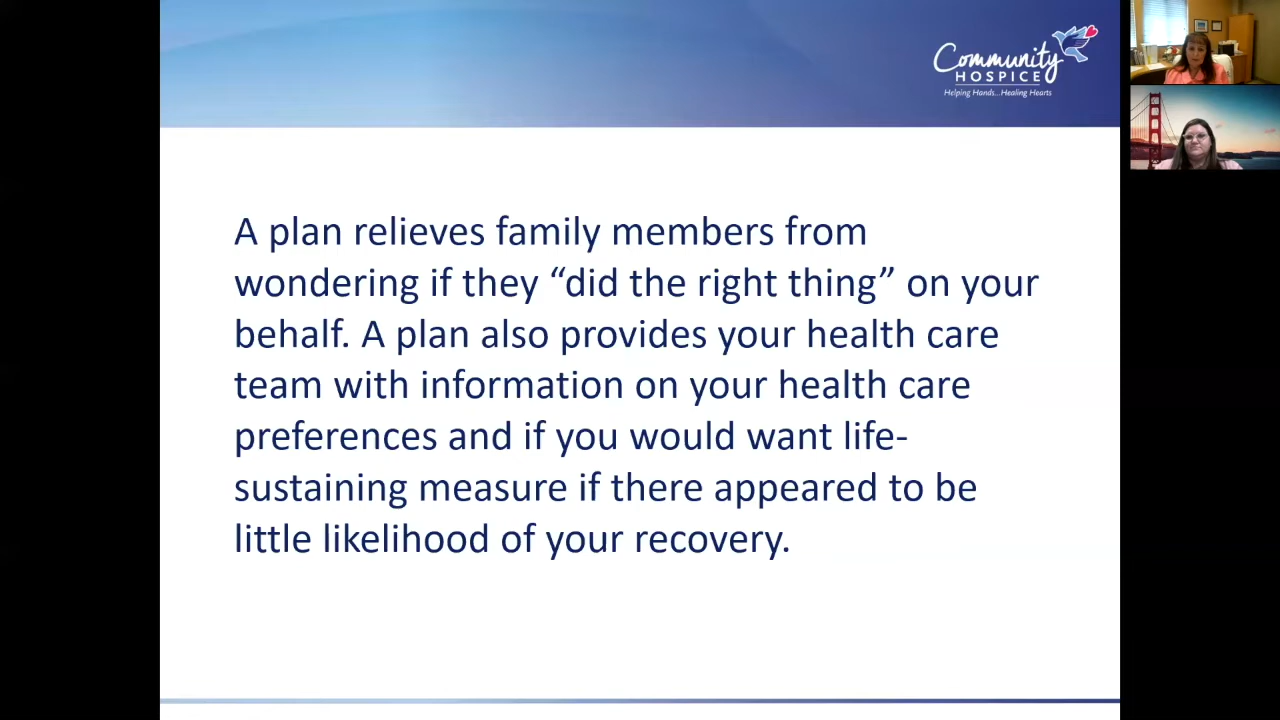 Community
HOSPICE
Helping Hands...Healing Hearts
A plan relieves family members from
wondering if they “did the right thing” on your
behalf. A plan also provides your health care
team with information on your health care
preferences and if you would want life-
sustaining measure if there appeared to be
little likelihood of your recovery.